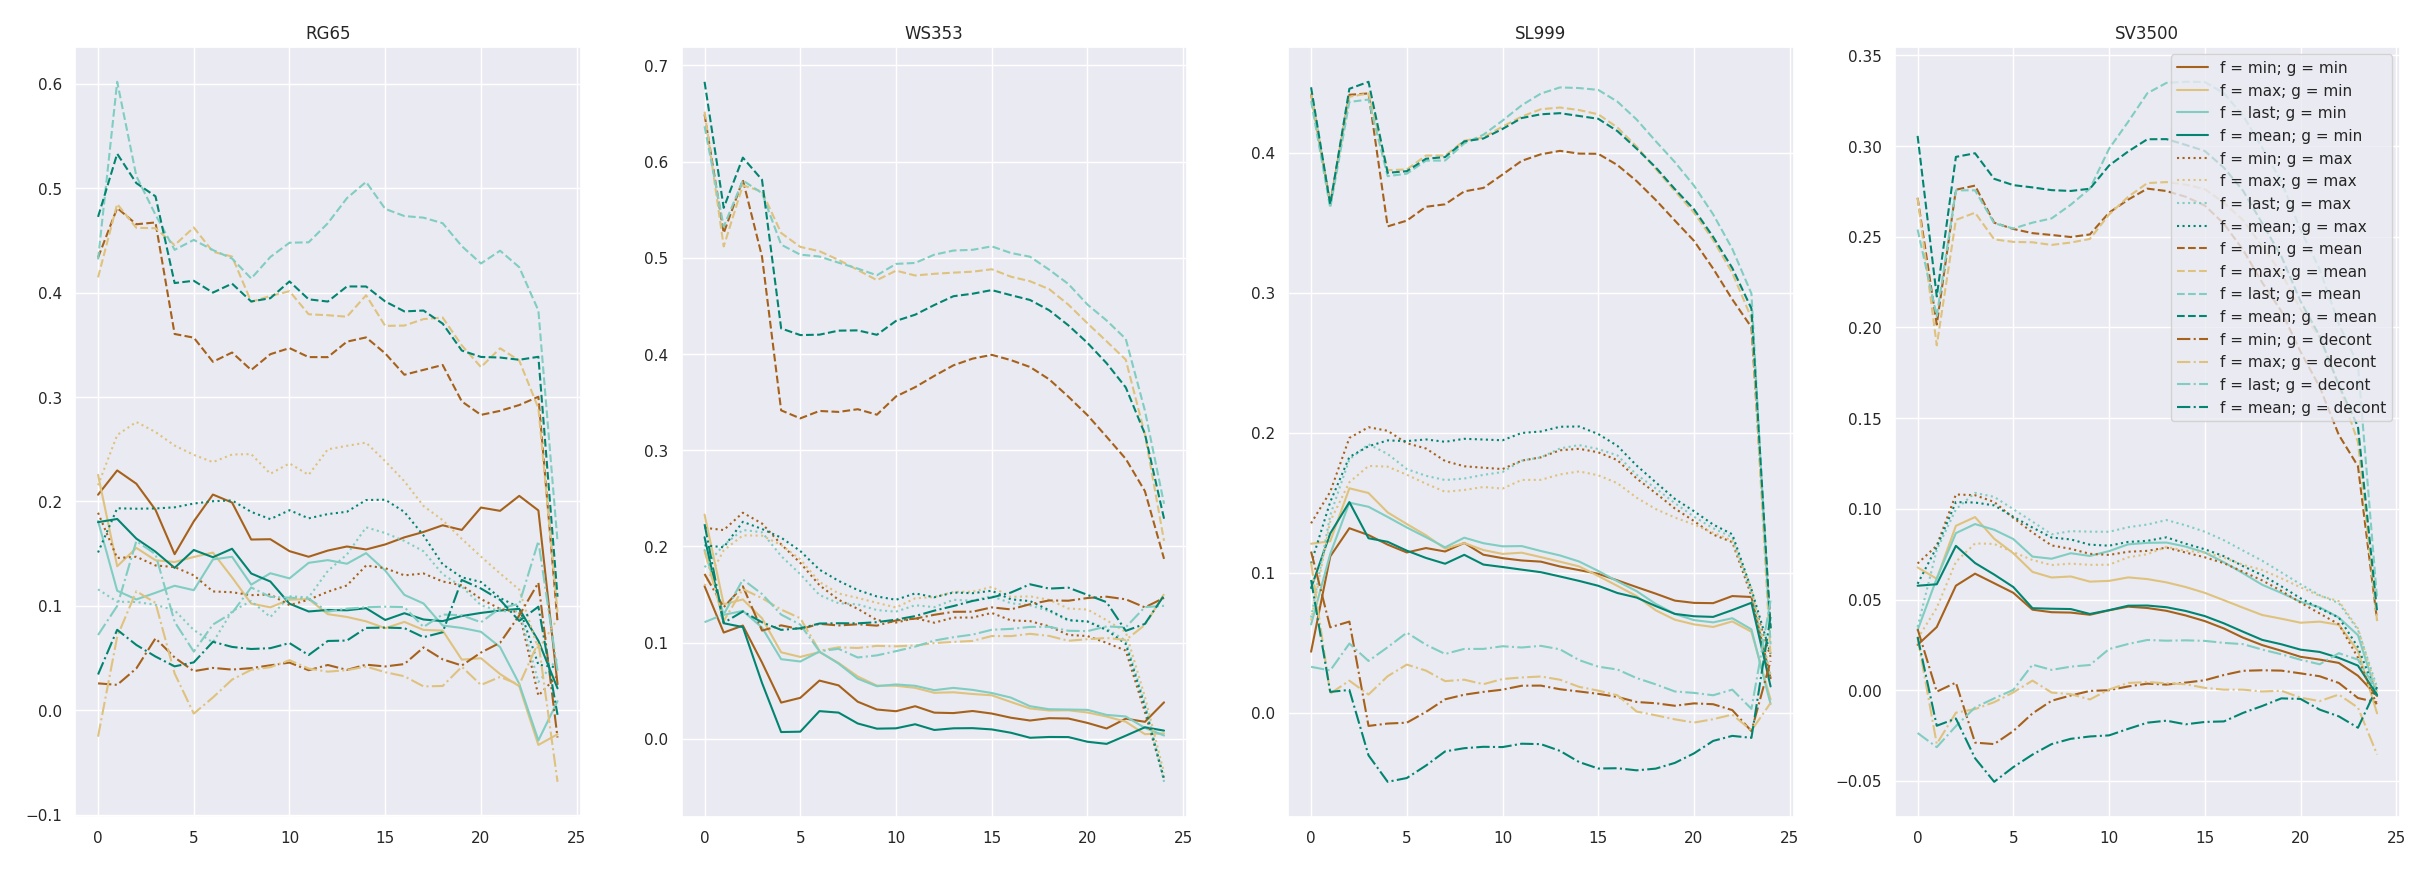 RG65
0.6
0.5
0.4
0.3
0.2
0.1
0.0
−0.1
0 5 10 15 20 25
WS353
0.7
0.6
0.5
0.4
0.3
0.2
0.1
0.0
0 5 10 15 20 25
SL999
0.4
0.3
0.2
0.1
0.0
0 5 10 15 20 25
SV3500
0.35
0.30
0.25
0.20
0.15
0.10
0.05
0.00
−0.05
0 5 10 15 20 25
f = min; g = min
f = max; g = min
f = last; g = min
f = mean; g = min
f = min; g = max
f = max; g = max
f = last; g = max
f = mean; g = max
f = min; g = mean
f = max; g = mean
f = last; g = mean
f = mean; g = mean
f = min; g = decont
f = max; g = decont
f = last; g = decont
f = mean; g = decont